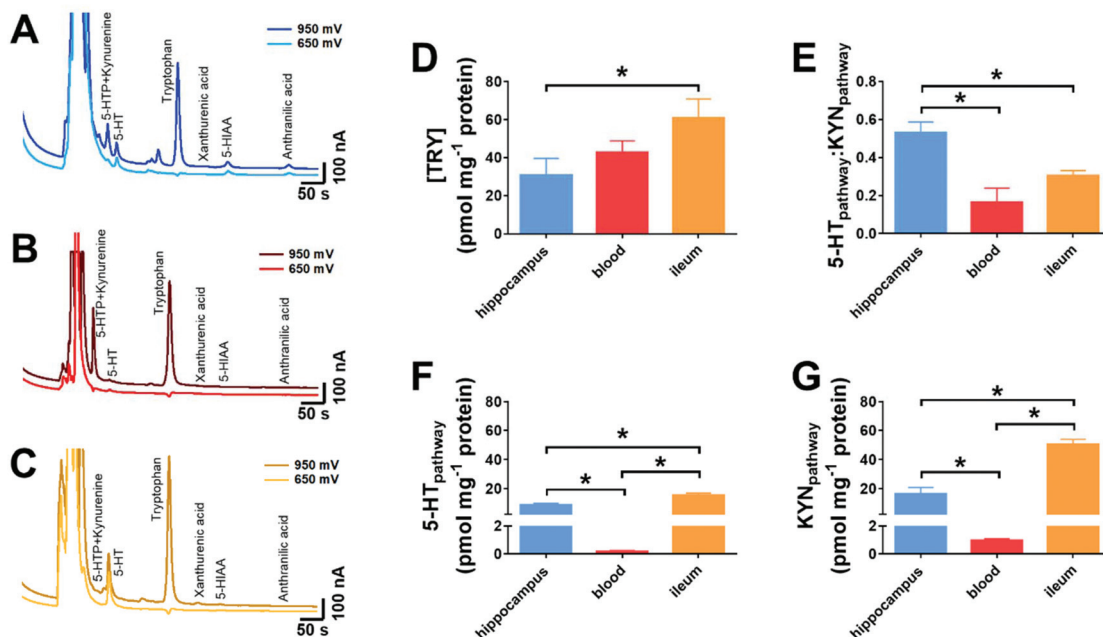 A
950 mV
650 mV
5-HTP+Kynurenine
5-HT
Tryptophan
Xanthurenic acid
5-HIAA
Anthranilic acid
50 s
100 nA
B
950 mV
650 mV
5-HTP+Kynurenine
5-HT
Tryptophan
Xanthurenic acid
5-HIAA
Anthranilic acid
50 s
100 nA
C
950 mV
650 mV
5-HTP+Kynurenine
5-HT
Tryptophan
Xanthurenic acid
5-HIAA
Anthranilic acid
50 s
100 nA
D
[TRY]
(pmol mg⁻¹ protein)
80
60
40
20
0
*
hippocampus
blood
ileum
E
5-HTpathway:KYNpathway
0.8
0.6
0.4
0.2
0.0
*
*
hippocampus
blood
ileum
F
5-HTpathway
(pmol mg⁻¹ protein)
80
60
40
20
2
0
*
*
*
hippocampus
blood
ileum
G
KYNpathway
(pmol mg⁻¹ protein)
80
60
40
20
2
0
*
*
*
hippocampus
blood
ileum